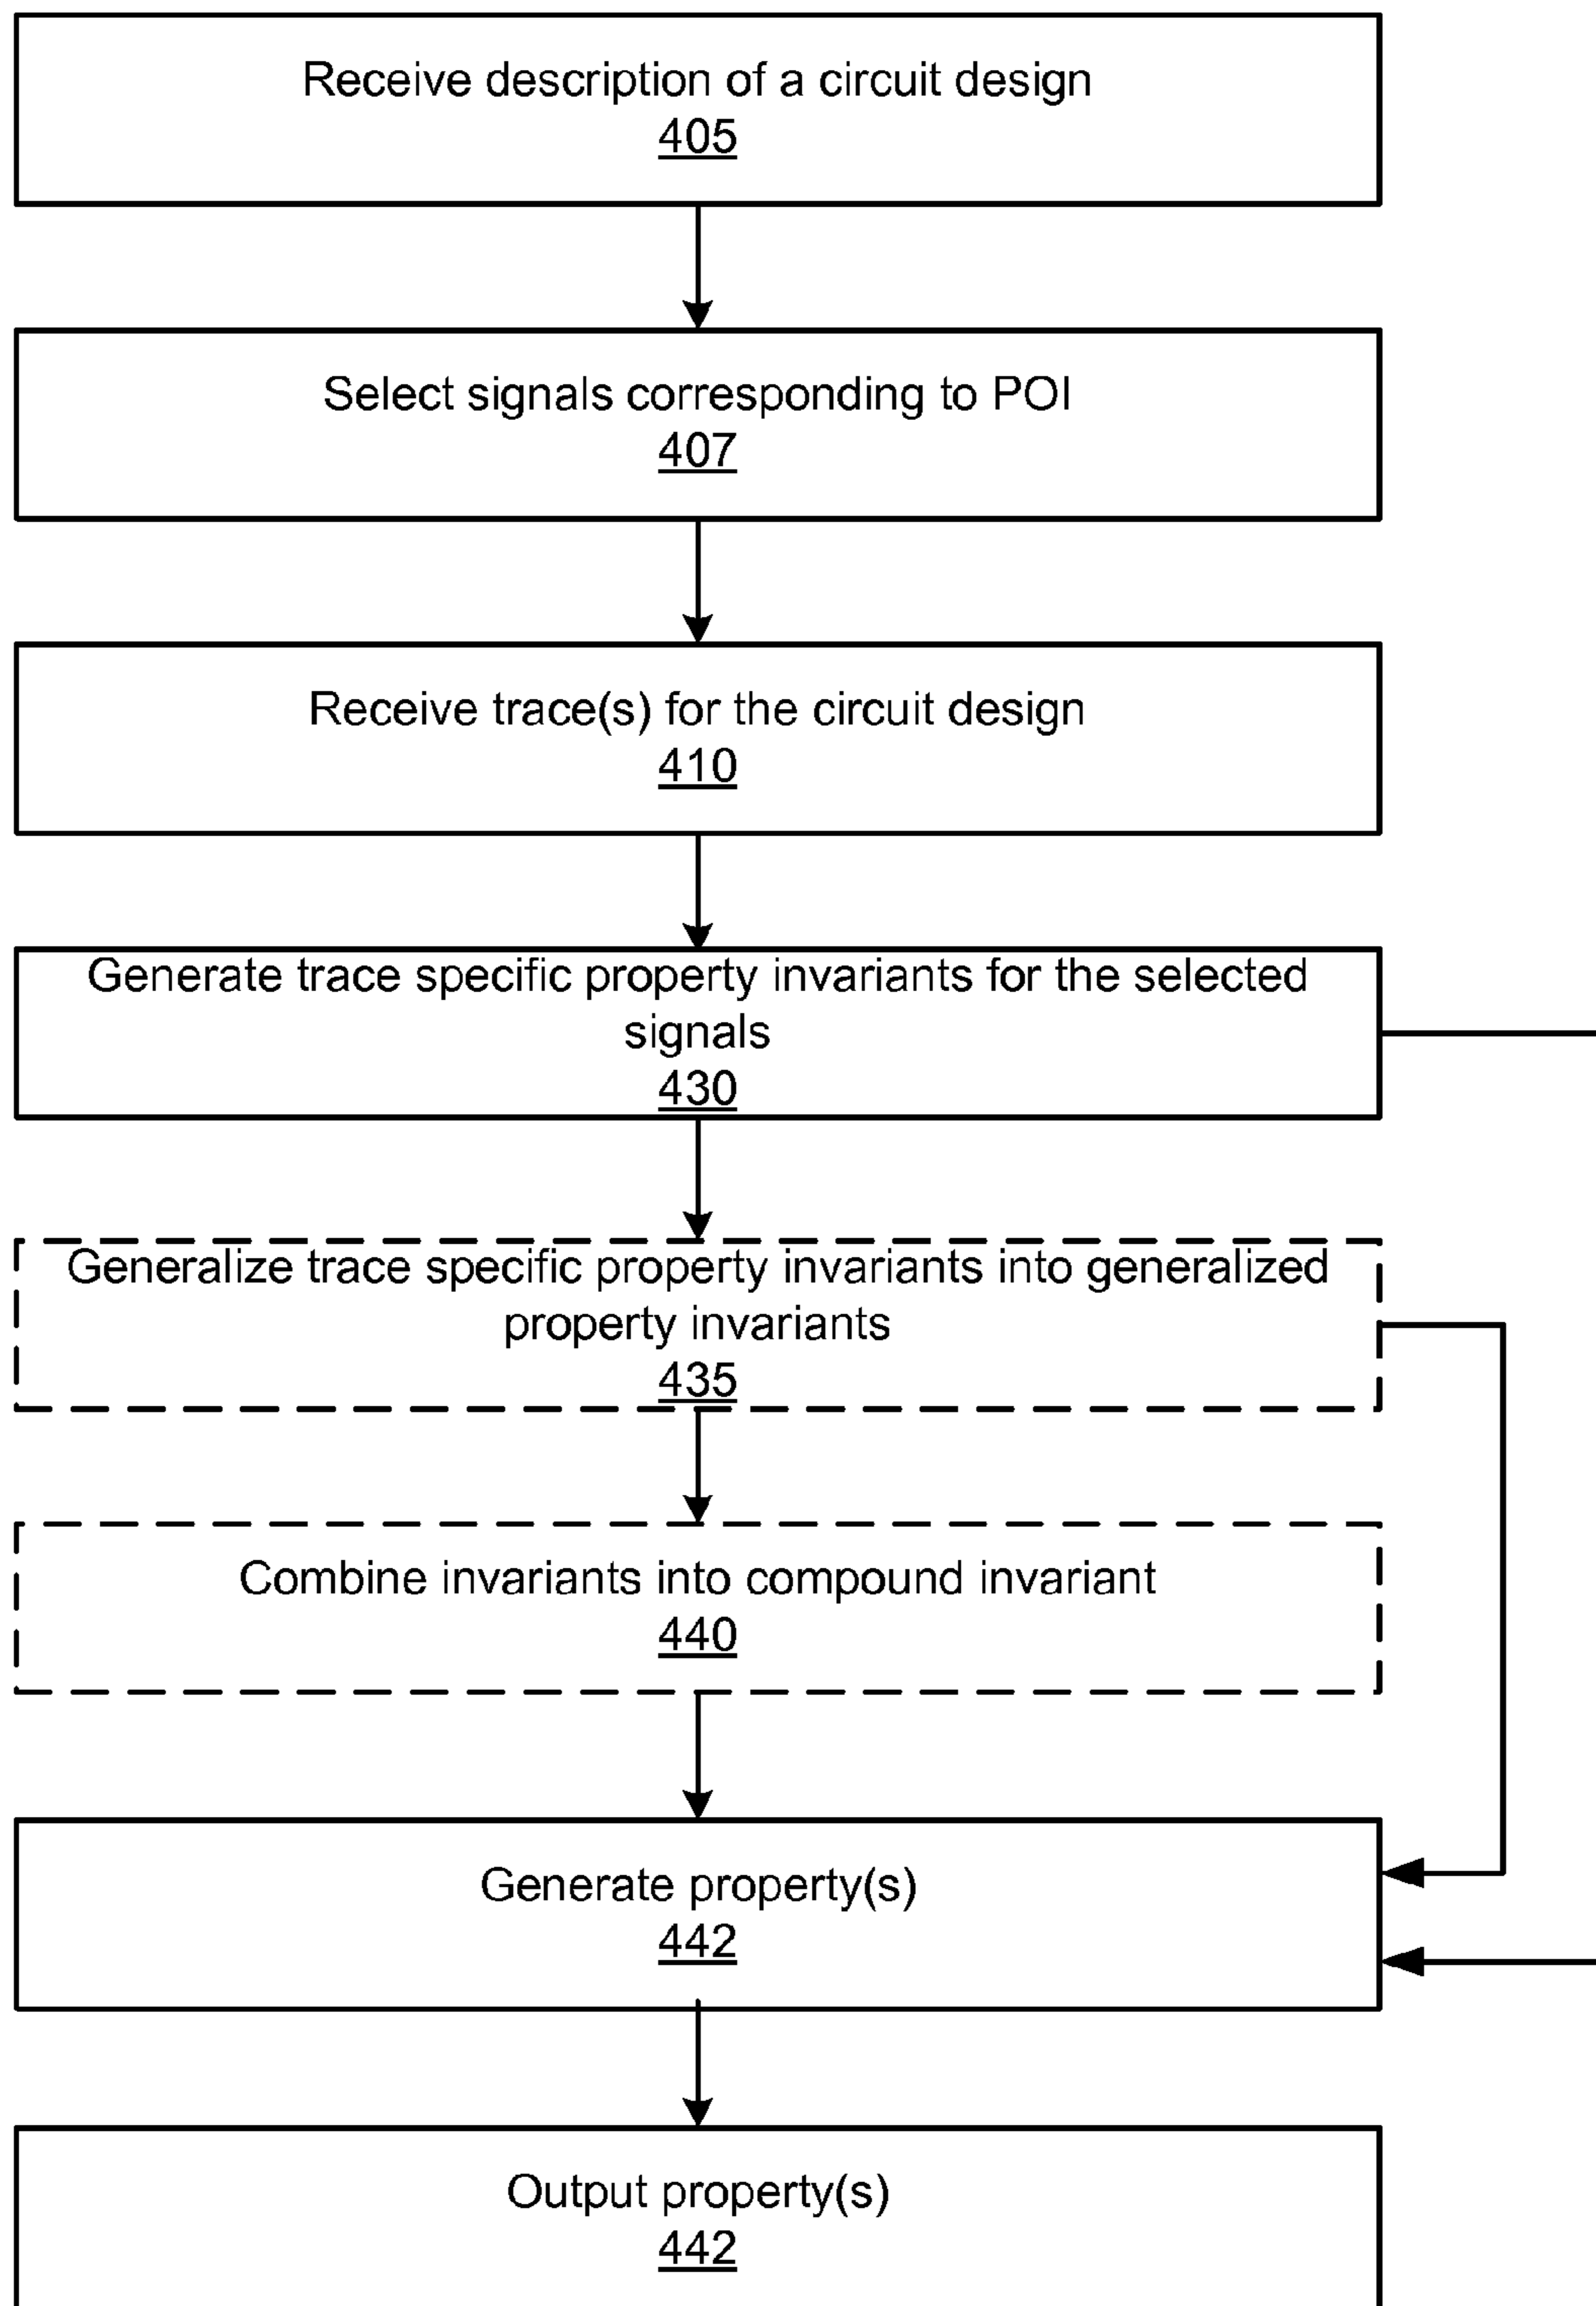 Receive description of a circuit design
405
Select signals corresponding to POI
407
Receive trace(s) for the circuit design
410
Generate trace specific property invariants for the selected
signals
430
Generalize trace specific property invariants into generalized
property invariants
435
Combine invariants into compound invariant
440
Generate property(s)
442
Output property(s)
442